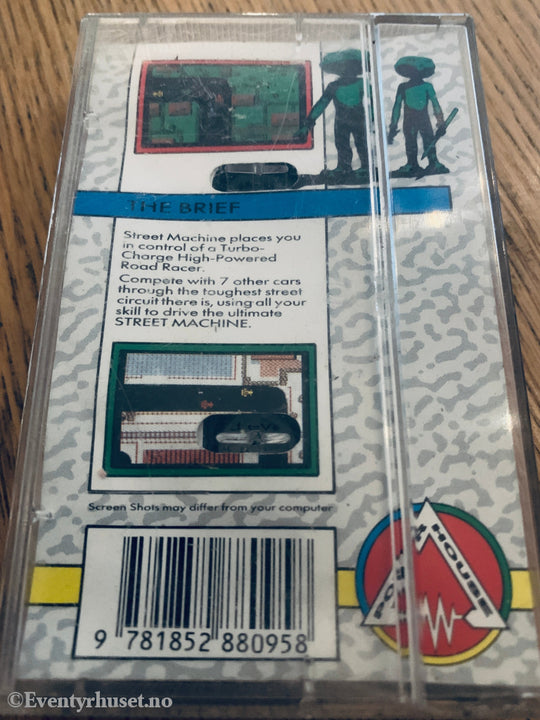 THE BRIEF
Street Machine places you
in control of a Turbo-
Charge High-Powered
Road Racer.
Compete with 7 other cars
through the toughest street
circuit there is, using all your
skill to drive the ultimate
STREET MACHINE.
Screen Shots may differ from your computer
POWER HOUSE
9 781852 880958
©Eventyrhuset.no